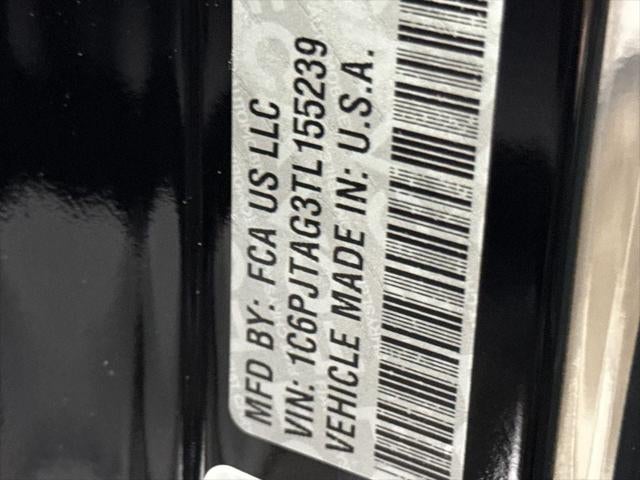 MFD BY: FCA US LLC
VIN: 1C6PJTAG3TL155239
VEHICLE MADE IN: U.S.A.